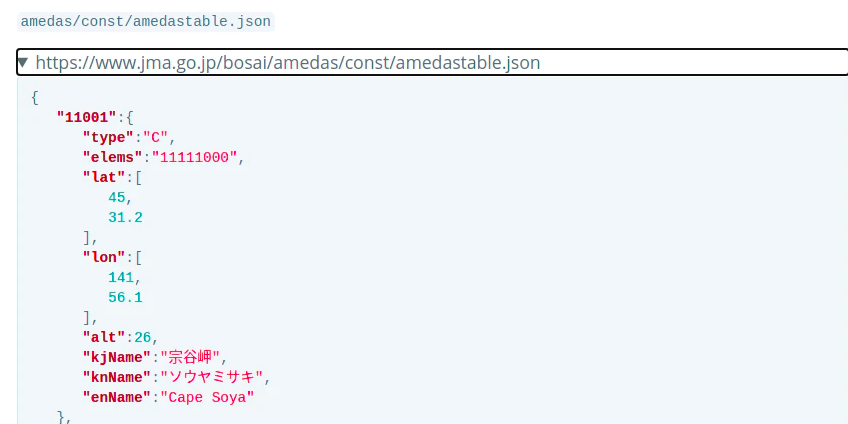 amedas/const/amedastable.json
▼ https://www.jma.go.jp/bosai/amedas/const/amedastable.json
{
"11001":{
"type":"C",
"elems":"11111000",
"lat":[
45,
31.2
],
"lon":[
141,
56.1
],
"alt":26,
"kjName":"宗谷岬",
"knName":"ソウヤミサキ",
"enName":"Cape Soya"
},